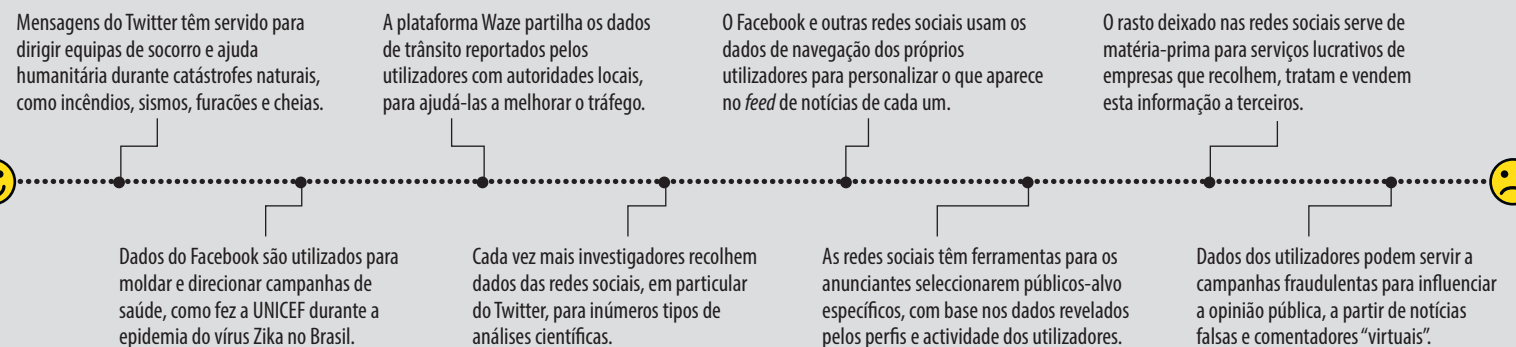 Mensagens do Twitter têm servido para
dirigir equipas de socorro e ajuda
humanitária durante catástrofes naturais,
como incêndios, sismos, furacões e cheias.
Dados do Facebook são utilizados para
moldar e direcionar campanhas de
saúde, como fez a UNICEF durante a
epidemia do vírus Zika no Brasil.
A plataforma Waze partilha os dados
de trânsito reportados pelos
utilizadores com autoridades locais,
para ajudá-las a melhorar o tráfego.
Cada vez mais investigadores recolhem
dados das redes sociais, em particular
do Twitter, para inúmeros tipos de
análises científicas.
O Facebook e outras redes sociais usam os
dados de navegação dos próprios
utilizadores para personalizar o que aparece
no feed de notícias de cada um.
As redes sociais têm ferramentas para os
anunciantes seleccionarem públicos-alvo
específicos, com base nos dados revelados
pelos perfis e actividade dos utilizadores.
O rasto deixado nas redes sociais serve de
matéria-prima para serviços lucrativos de
empresas que recolhem, tratam e vendem
esta informação a terceiros.
Dados dos utilizadores podem servir a
campanhas fraudulentas para influenciar
a opinião pública, a partir de notícias
falsas e comentadores “virtuais”.